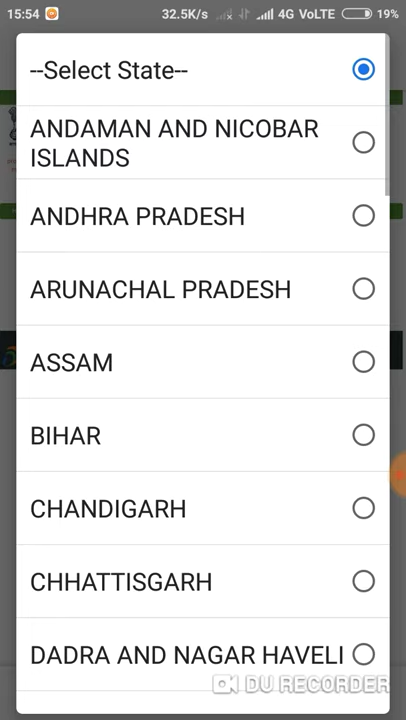 15:54 32.5K/s 4G VoLTE 19%
--Select State--
ANDAMAN AND NICOBAR
ISLANDS
ANDHRA PRADESH
ARUNACHAL PRADESH
ASSAM
BIHAR
CHANDIGARH
CHHATTISGARH
DADRA AND NAGAR HAVELI
DU RECORDER